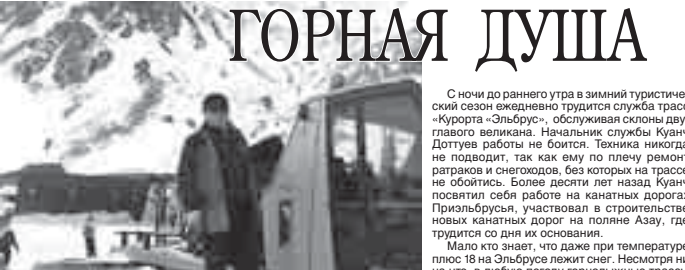 ГОРНАЯ ДУША
С ночи до раннего утра в зимний туристиче-
ский сезон ежедневно трудится служба трасс
«Курорта «Эльбрус», обслуживая склоны дву-
главого великана. Начальник службы Куанч
Доттуев работы не боится. Техника никогда
не подводит, так как ему по плечу ремонт
ратраков и снегоходов, без которых на трассе
не обойтись. Более десяти лет назад Куанч
посвятил себя работе на канатных дорогах
Приэльбрусья, участвовал в строительстве
новых канатных дорог на поляне Азау, где
трудится со дня их основания.
Мало кто знает, что даже при температуре
плюс 18 на Эльбрусе лежит снег. Несмотря ни